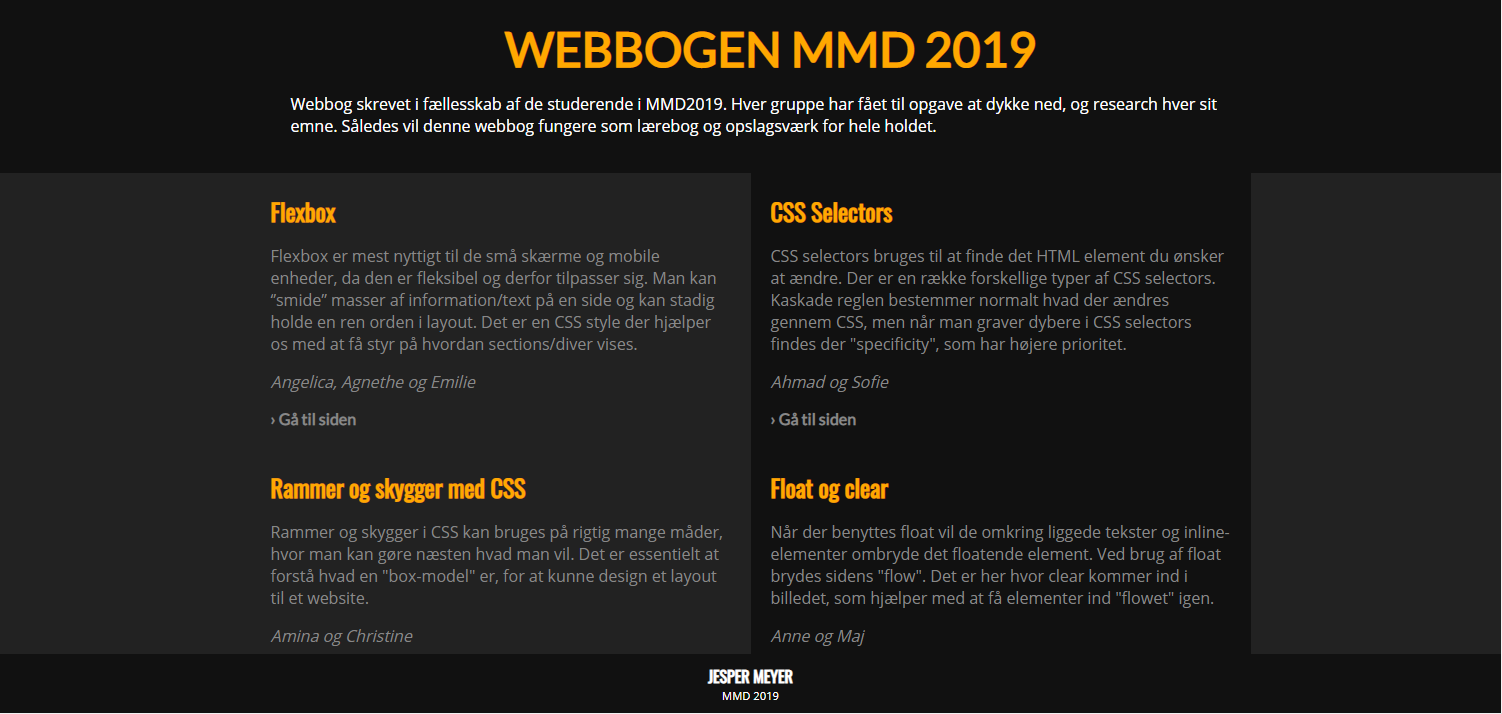 WEBBOGEN MMD 2019
Webbog skrevet i fællesskab af de studerende i MMD2019. Hver gruppe har fået til opgave at dykke ned, og research hver sit
emne. Således vil denne webbog fungere som lærebog og opslagsværk for hele holdet.
Flexbox
Flexbox er mest nyttigt til de små skærme og mobile
enheder, da den er fleksibel og derfor tilpasser sig. Man kan
“smide” masser af information/text på en side og kan stadig
holde en ren orden i layout. Det er en CSS style der hjælper
os med at få styr på hvordan sections/diver vises.
Angelica, Agnethe og Emilie
› Gå til siden
CSS Selectors
CSS selectors bruges til at finde det HTML element du ønsker
at ændre. Der er en række forskellige typer af CSS selectors.
Kaskade reglen bestemmer normalt hvad der ændres
gennem CSS, men når man graver dybere i CSS selectors
findes der "specificity", som har højere prioritet.
Ahmad og Sofie
› Gå til siden
Rammer og skygger med CSS
Rammer og skygger i CSS kan bruges på rigtig mange måder,
hvor man kan gøre næsten hvad man vil. Det er essentielt at
forstå hvad en "box-model" er, for at kunne design et layout
til et website.
Amina og Christine
Float og clear
Når der benyttes float vil de omkring liggede tekster og inline-
elementer ombryde det floatende element. Ved brug af float
brydes sidens "flow". Det er her hvor clear kommer ind i
billedet, som hjælper med at få elementer ind "flowet" igen.
Anne og Maj
JESPER MEYER
MMD 2019